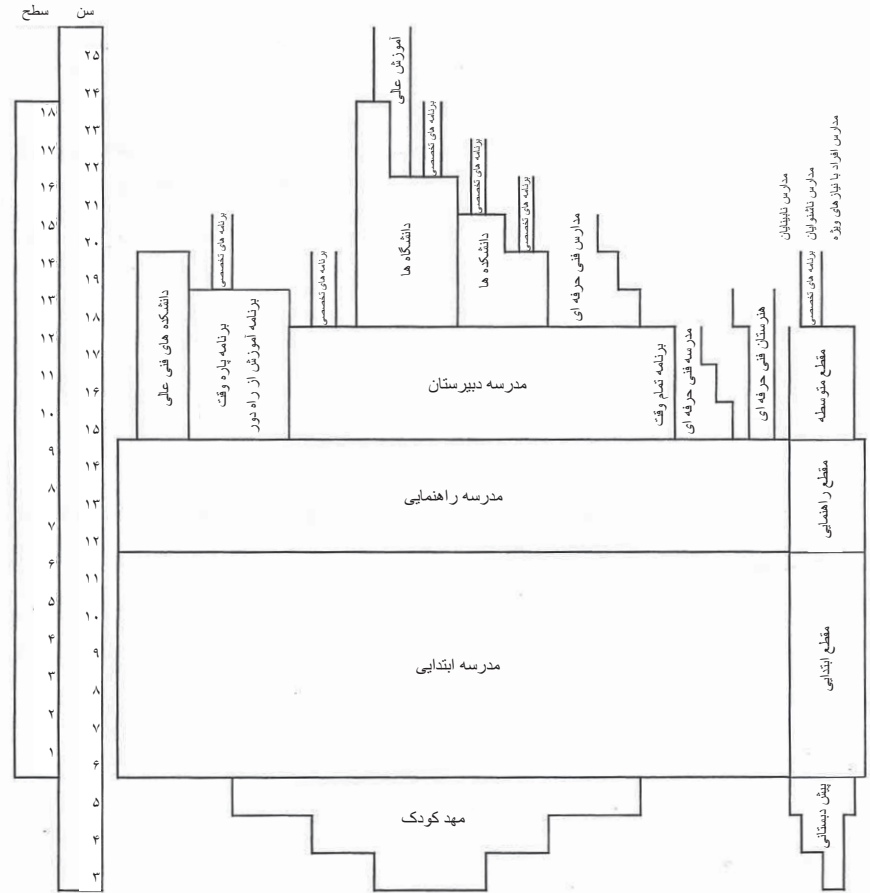 سطح
سن
۲۵
۲۴
۲۳
۲۲
۲۱
۲۰
۱۹
۱۸
۱۷
۱۶
۱۵
۱۴
۱۳
۱۲
۱۱
۱۰
۹
۸
۷
۶
۵
۴
۳
۱۸
۱۷
۱۶
۱۵
۱۴
۱۳
۱۲
۱۱
۱۰
۹
۸
۷
۶
۵
۴
۳
۲
۱
مدارس نابینایان
مدارس ناشنوایان
مدارس افراد با نیاز های ویژه
آموزش عالی
برنامه های تخصصی
برنامه های تخصصی
برنامه های تخصصی
برنامه های تخصصی
برنامه های تخصصی
برنامه های تخصصی
دانشگاه ها
دانشکده ها
مدارس فنی حرفه ای
دانشکده های فنی عالی
برنامه پاره وقت
برنامه آموزش از راه دور
مدرسه دبیرستان
برنامه تمام وقت
مدرسه فنی حرفه ای
هنرستان فنی حرفه ای
مقطع متوسطه
مدرسه راهنمایی
مقطع راهنمایی
مدرسه ابتدایی
مقطع ابتدایی
مهد کودک
پیش دبستانی